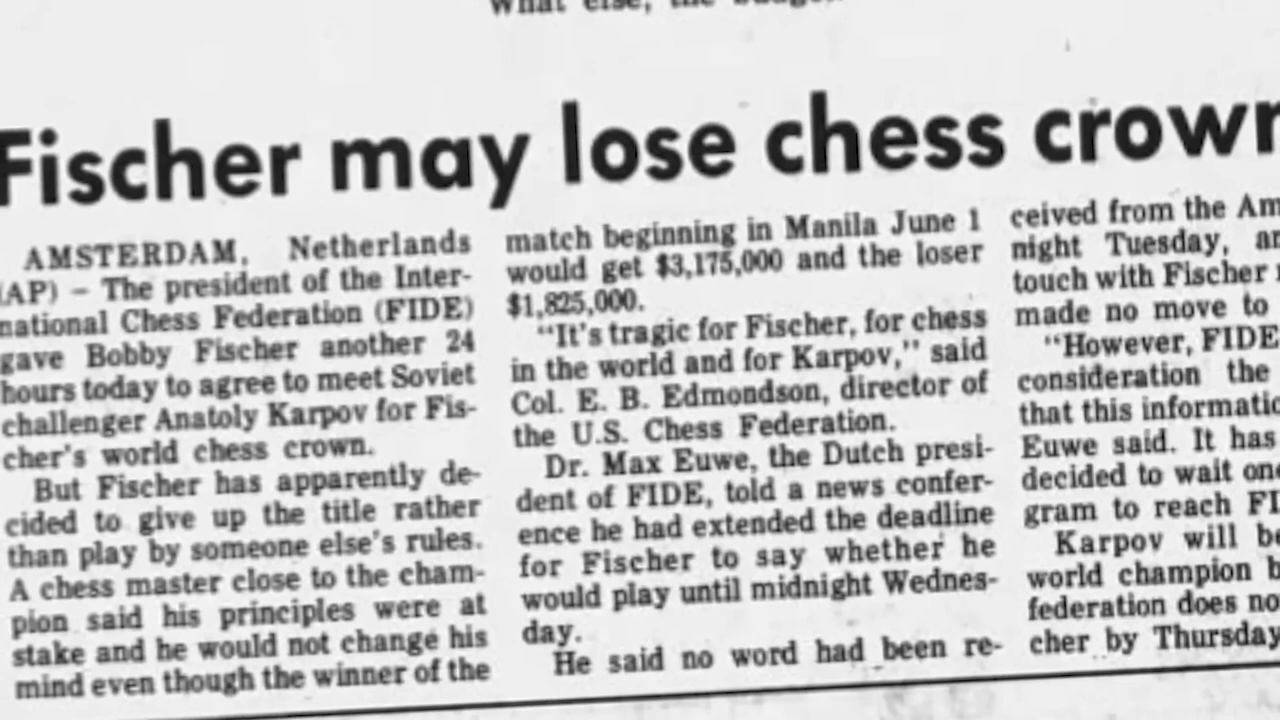 what else, the
Fischer may lose chess crown
AMSTERDAM, Netherlands
(AP) — The president of the Inter-
national Chess Federation (FIDE)
gave Bobby Fischer another 24
hours today to agree to meet Soviet
challenger Anatoly Karpov for Fis-
cher's world chess crown.
But Fischer has apparently de-
cided to give up the title rather
than play by someone else's rules.
A chess master close to the cham-
pion said his principles were at
stake and he would not change his
mind even though the winner of the
match beginning in Manila June 1
would get $3,175,000 and the loser
$1,825,000.
"It's tragic for Fischer, for chess
in the world and for Karpov," said
Col. E. B. Edmondson, director of
the U.S. Chess Federation.
Dr. Max Euwe, the Dutch presi-
dent of FIDE, told a news confer-
ence he had extended the deadline
for Fischer to say whether he
would play until midnight Wednes-
day.
He said no word had been re-
ceived from the Am
night Tuesday, an
touch with Fischer
made no move to
"However, FIDE
consideration the
that this informatio
Euwe said. It has
decided to wait one
gram to reach FI
Karpov will be
world champion b
federation does no
cher by Thursday